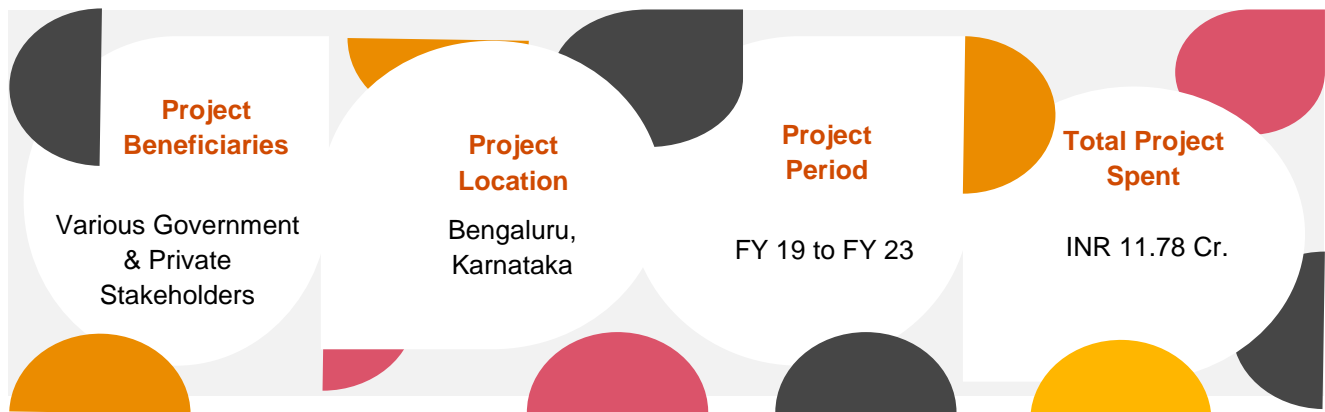 Project
Beneficiaries
Various Government
& Private
Stakeholders
Project
Location
Bengaluru,
Karnataka
Project
Period
FY 19 to FY 23
Total Project
Spent
INR 11.78 Cr.